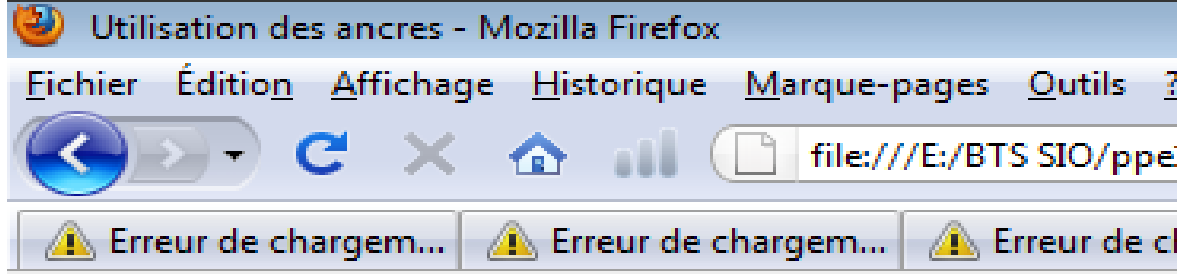 Utilisation des ancres - Mozilla Firefox
Fichier Édition Affichage Historique Marque-pages Outils ?
file:///E:/BTS SIO/ppe
Erreur de chargem... Erreur de chargem... Erreur de c